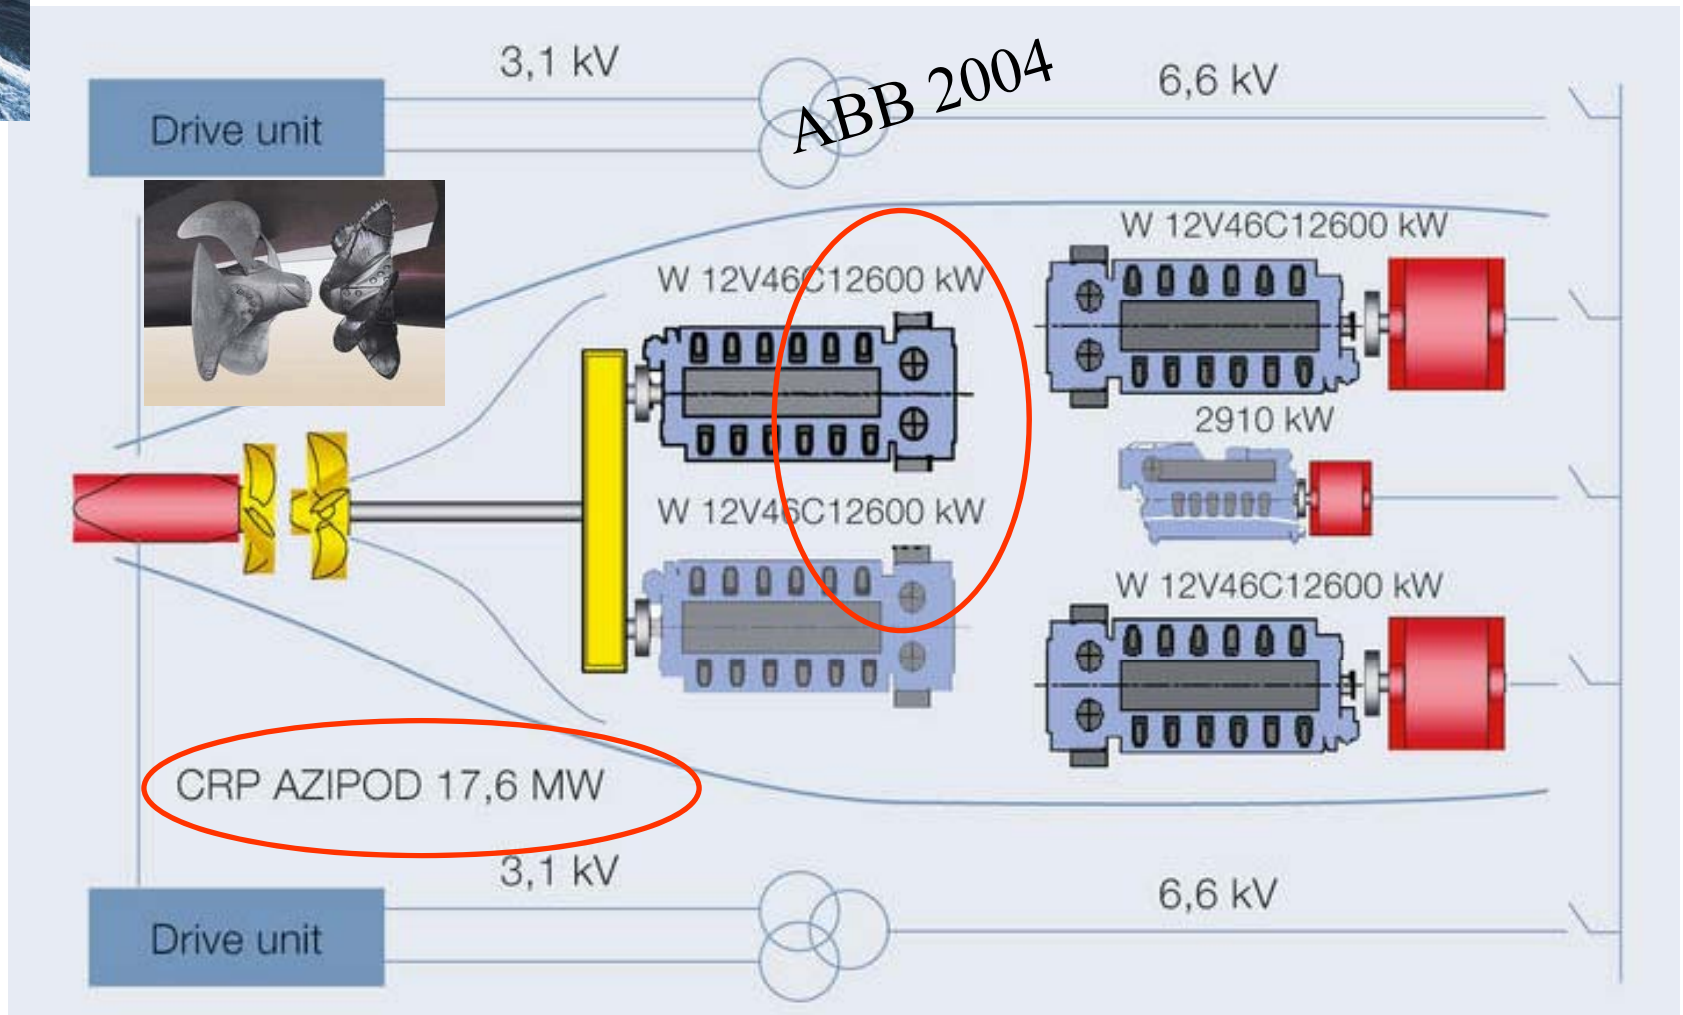 3,1 kV
ABB 2004
6,6 kV
Drive unit
W 12V46C12600 kW
W 12V46C12600 kW
2910 kW
W 12V46C12600 kW
W 12V46C12600 kW
CRP AZIPOD 17,6 MW
3,1 kV
6,6 kV
Drive unit